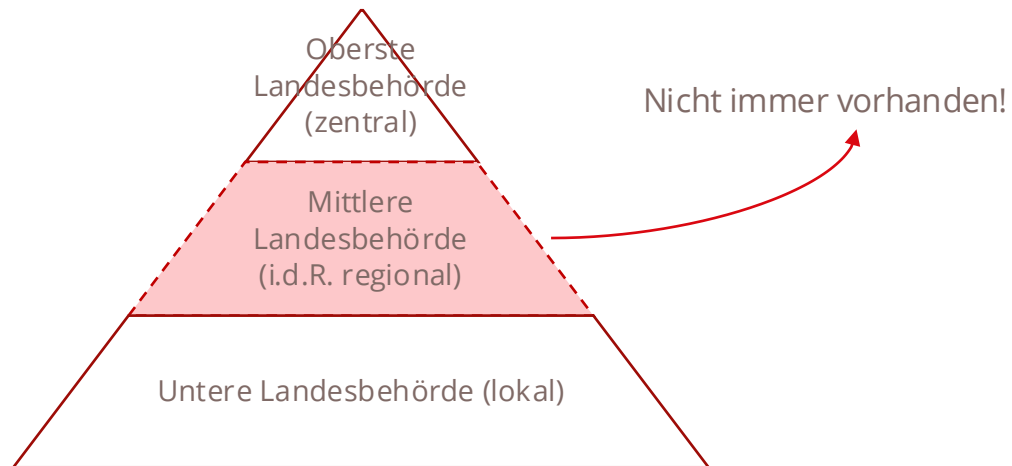 Oberste
Landesbehörde
(zentral)
Nicht immer vorhanden!
Mittlere
Landesbehörde
(i.d.R. regional)
Untere Landesbehörde (lokal)